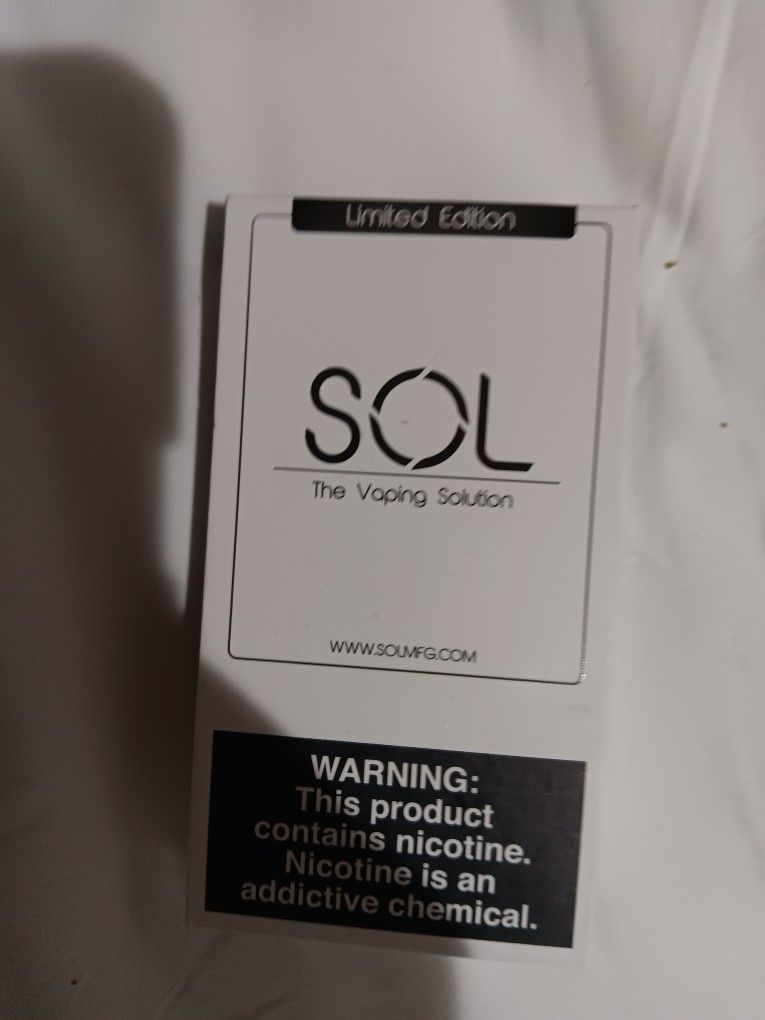 Limited Edition
SOL
The Vaping Solution
WWW.SOLMFG.COM
WARNING:
This product
contains nicotine.
Nicotine is an
addictive chemical.